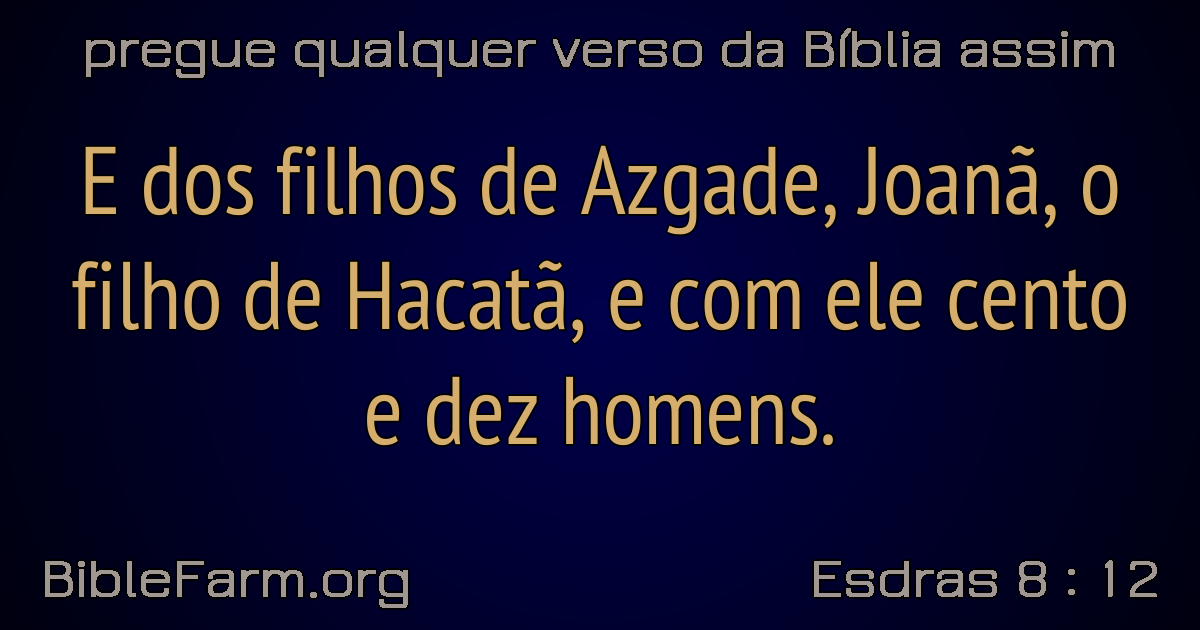 pregue qualquer verso da Bíblia assim
E dos filhos de Azgade, Joanã, o
filho de Hacatã, e com ele cento
e dez homens.
BibleFarm.org
Esdras 8 : 12